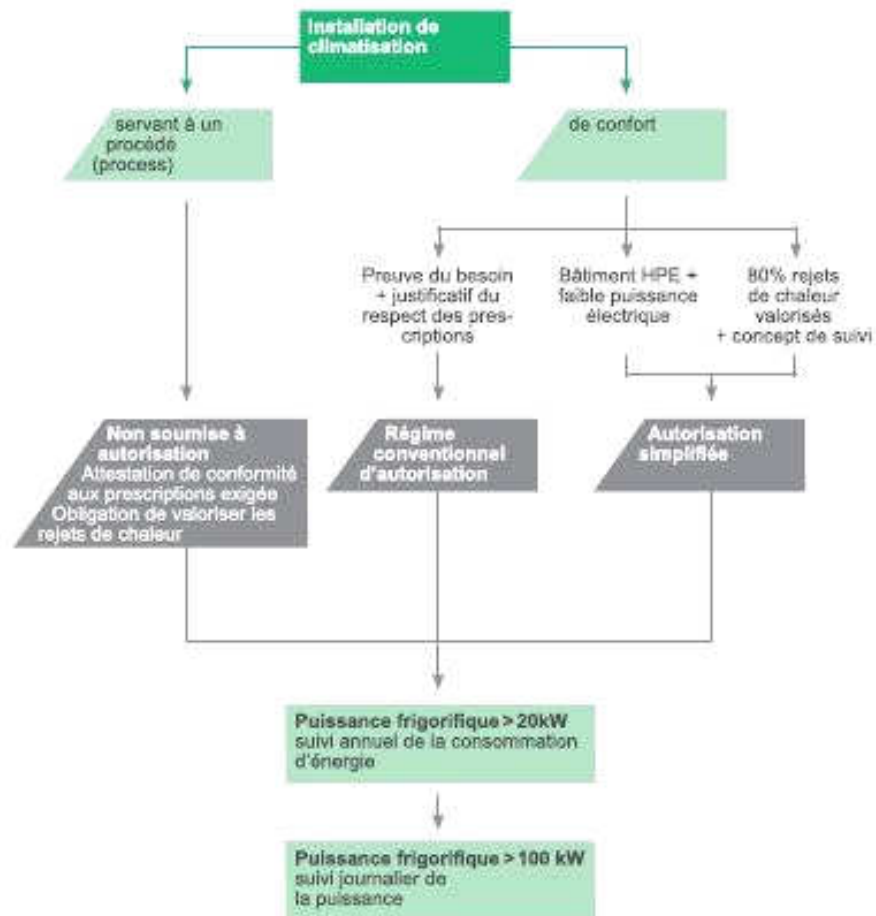 Installation de
climatisation
servant à un
procédé
(process)
de confort
Preuve du besoin
+ justificatif du
respect des pres-
criptions
Bâtiment HPE +
faible puissance
électrique
80% rejets
de chaleur
valorisés
+ concept de suivi
Non soumise à
autorisation
Attestation de conformité
aux prescriptions exigée
Obligation de valoriser les
rejets de chaleur
Régime
conventionnel
d'autorisation
Autorisation
simplifiée
Puissance frigorifique > 20kW
suivi annuel de la consommation
d'énergie
Puissance frigorifique > 100 kW
suivi journalier de
la puissance